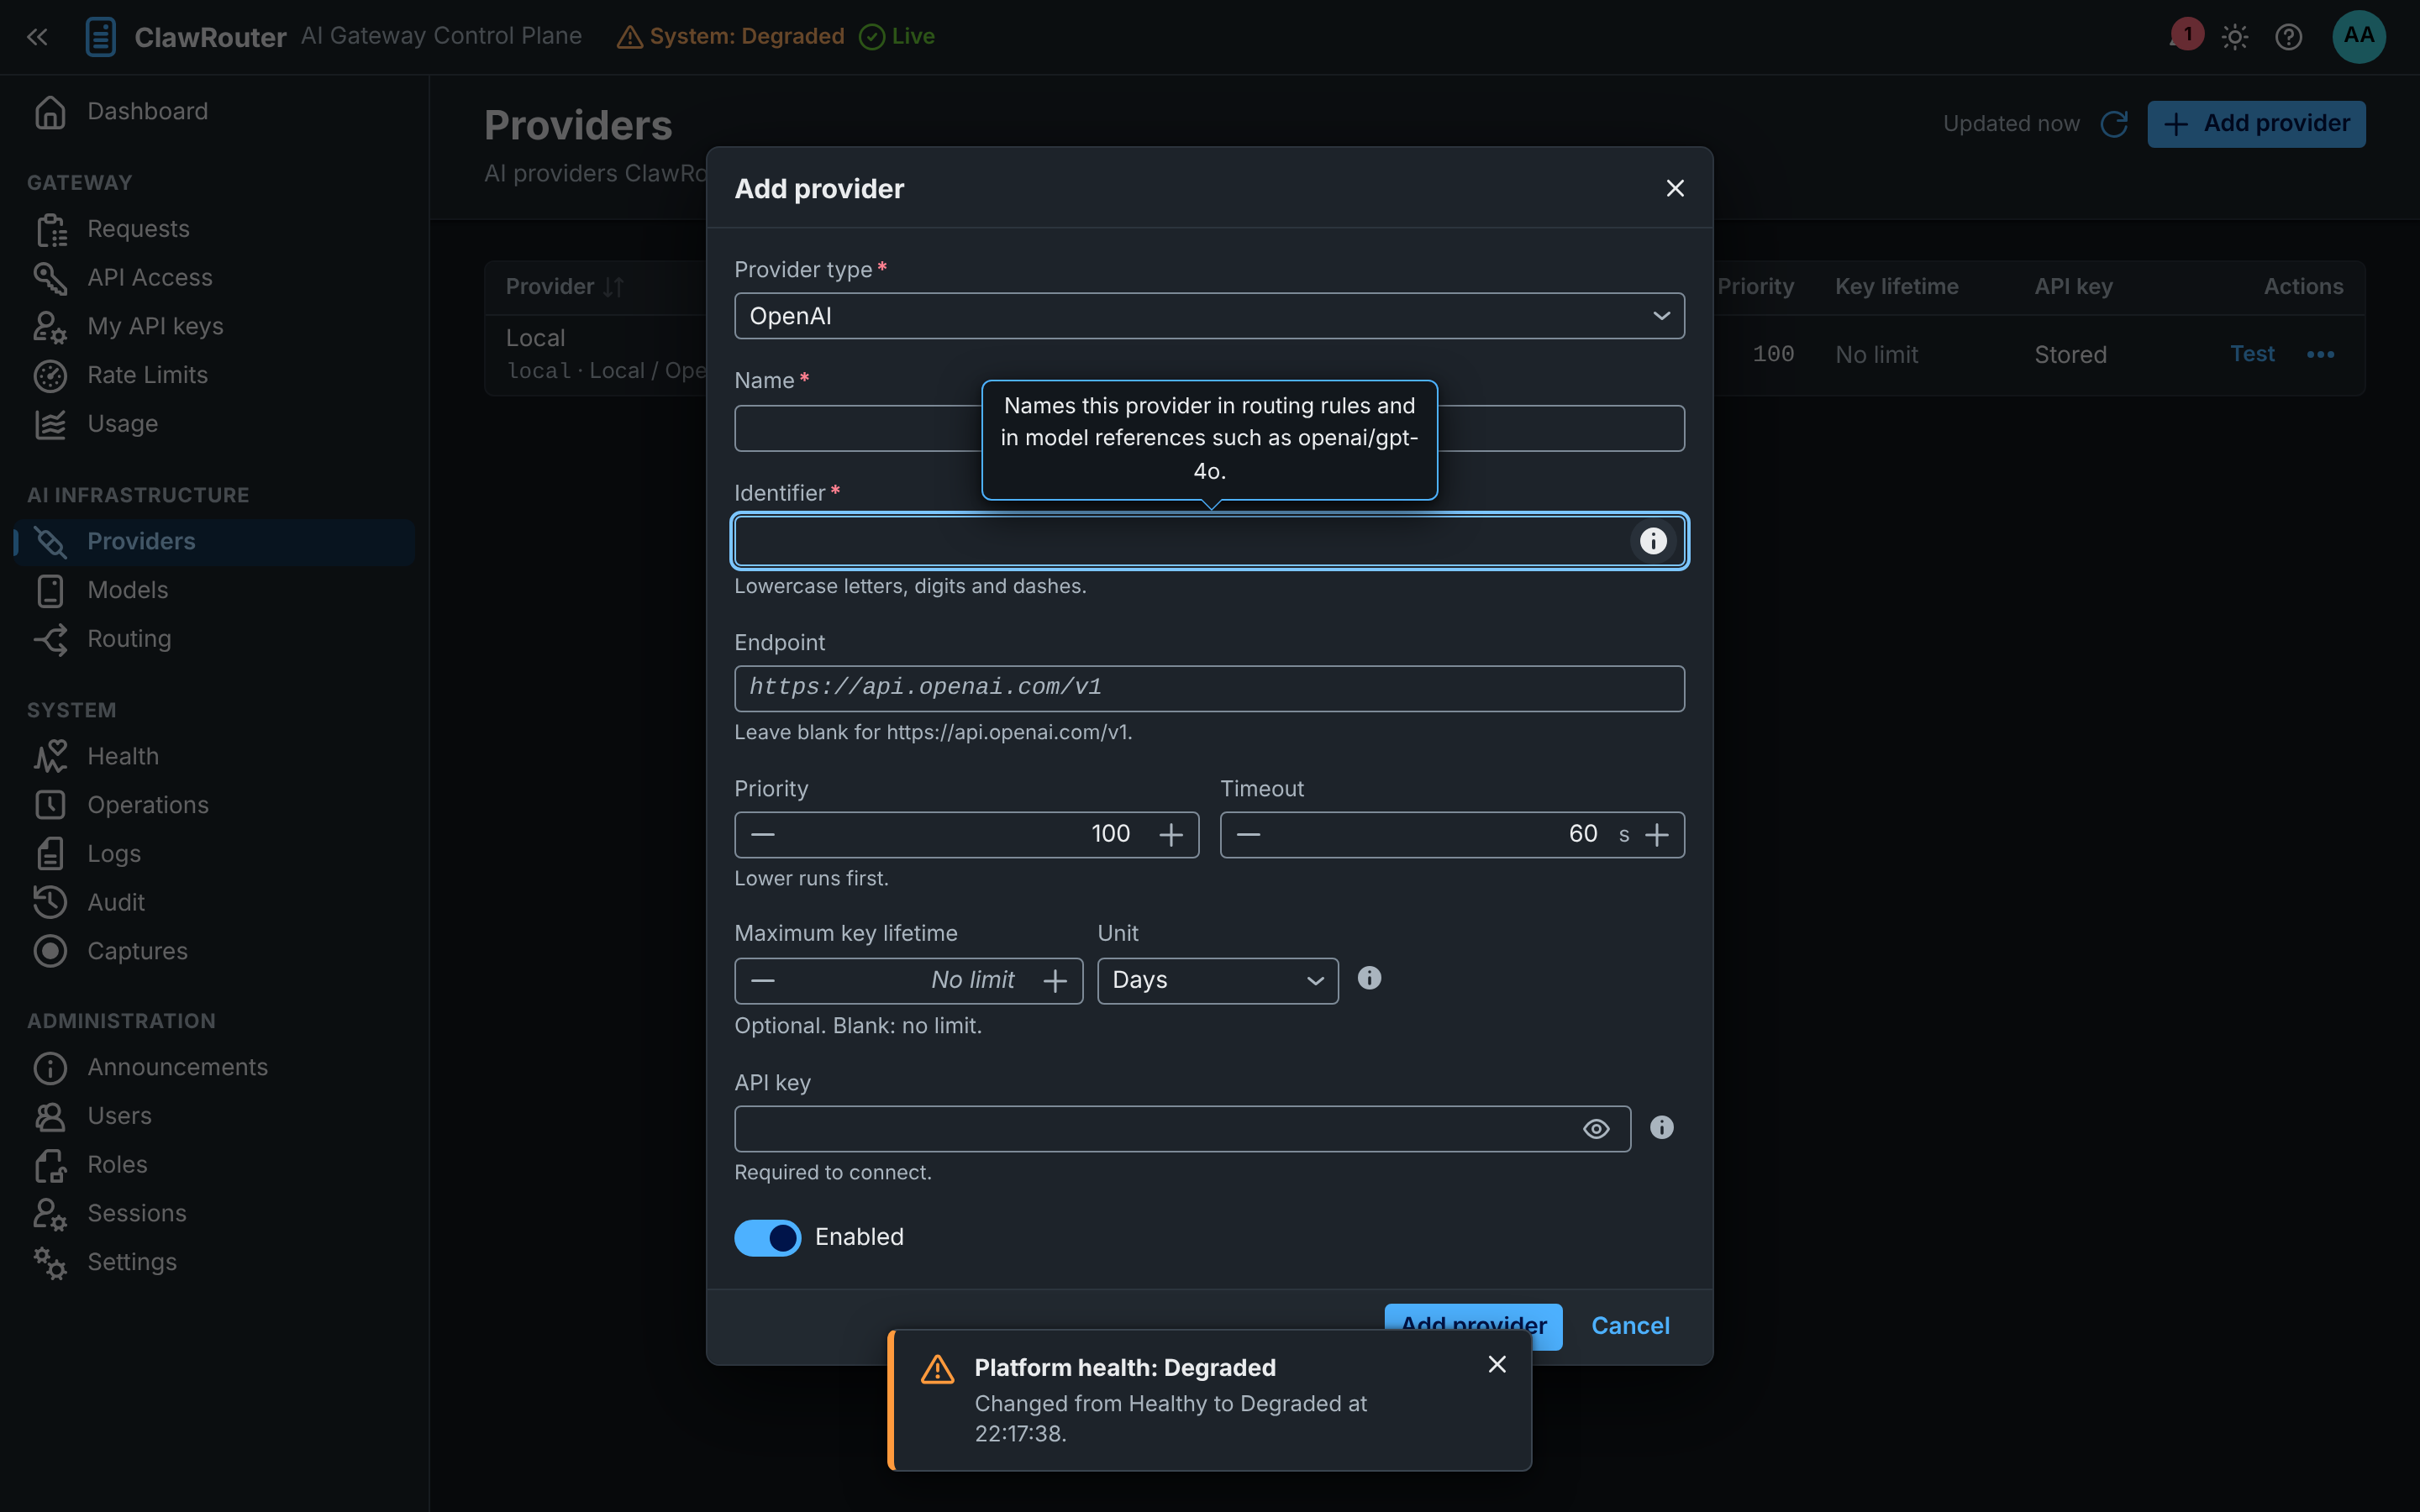 ClawRouter AI Gateway Control Plane System: Degraded Live 1 AA
Dashboard
GATEWAY
Requests
API Access
My API keys
Rate Limits
Usage
AI INFRASTRUCTURE
Providers
Models
Routing
SYSTEM
Health
Operations
Logs
Audit
Captures
ADMINISTRATION
Announcements
Users
Roles
Sessions
Settings
Providers
Updated now
Add provider
AI providers ClawRo
Provider
Priority Key lifetime API key Actions
Local
local · Local / Ope
100 No limit Stored Test
Add provider
Provider type *
OpenAI
Name *
Names this provider in routing rules and
in model references such as openai/gpt-
4o.
Identifier *
Lowercase letters, digits and dashes.
Endpoint
https://api.openai.com/v1
Leave blank for https://api.openai.com/v1.
Priority Timeout
100 60 s
Lower runs first.
Maximum key lifetime Unit
No limit Days
Optional. Blank: no limit.
API key
Required to connect.
Enabled
Add provider Cancel
Platform health: Degraded
Changed from Healthy to Degraded at
22:17:38.